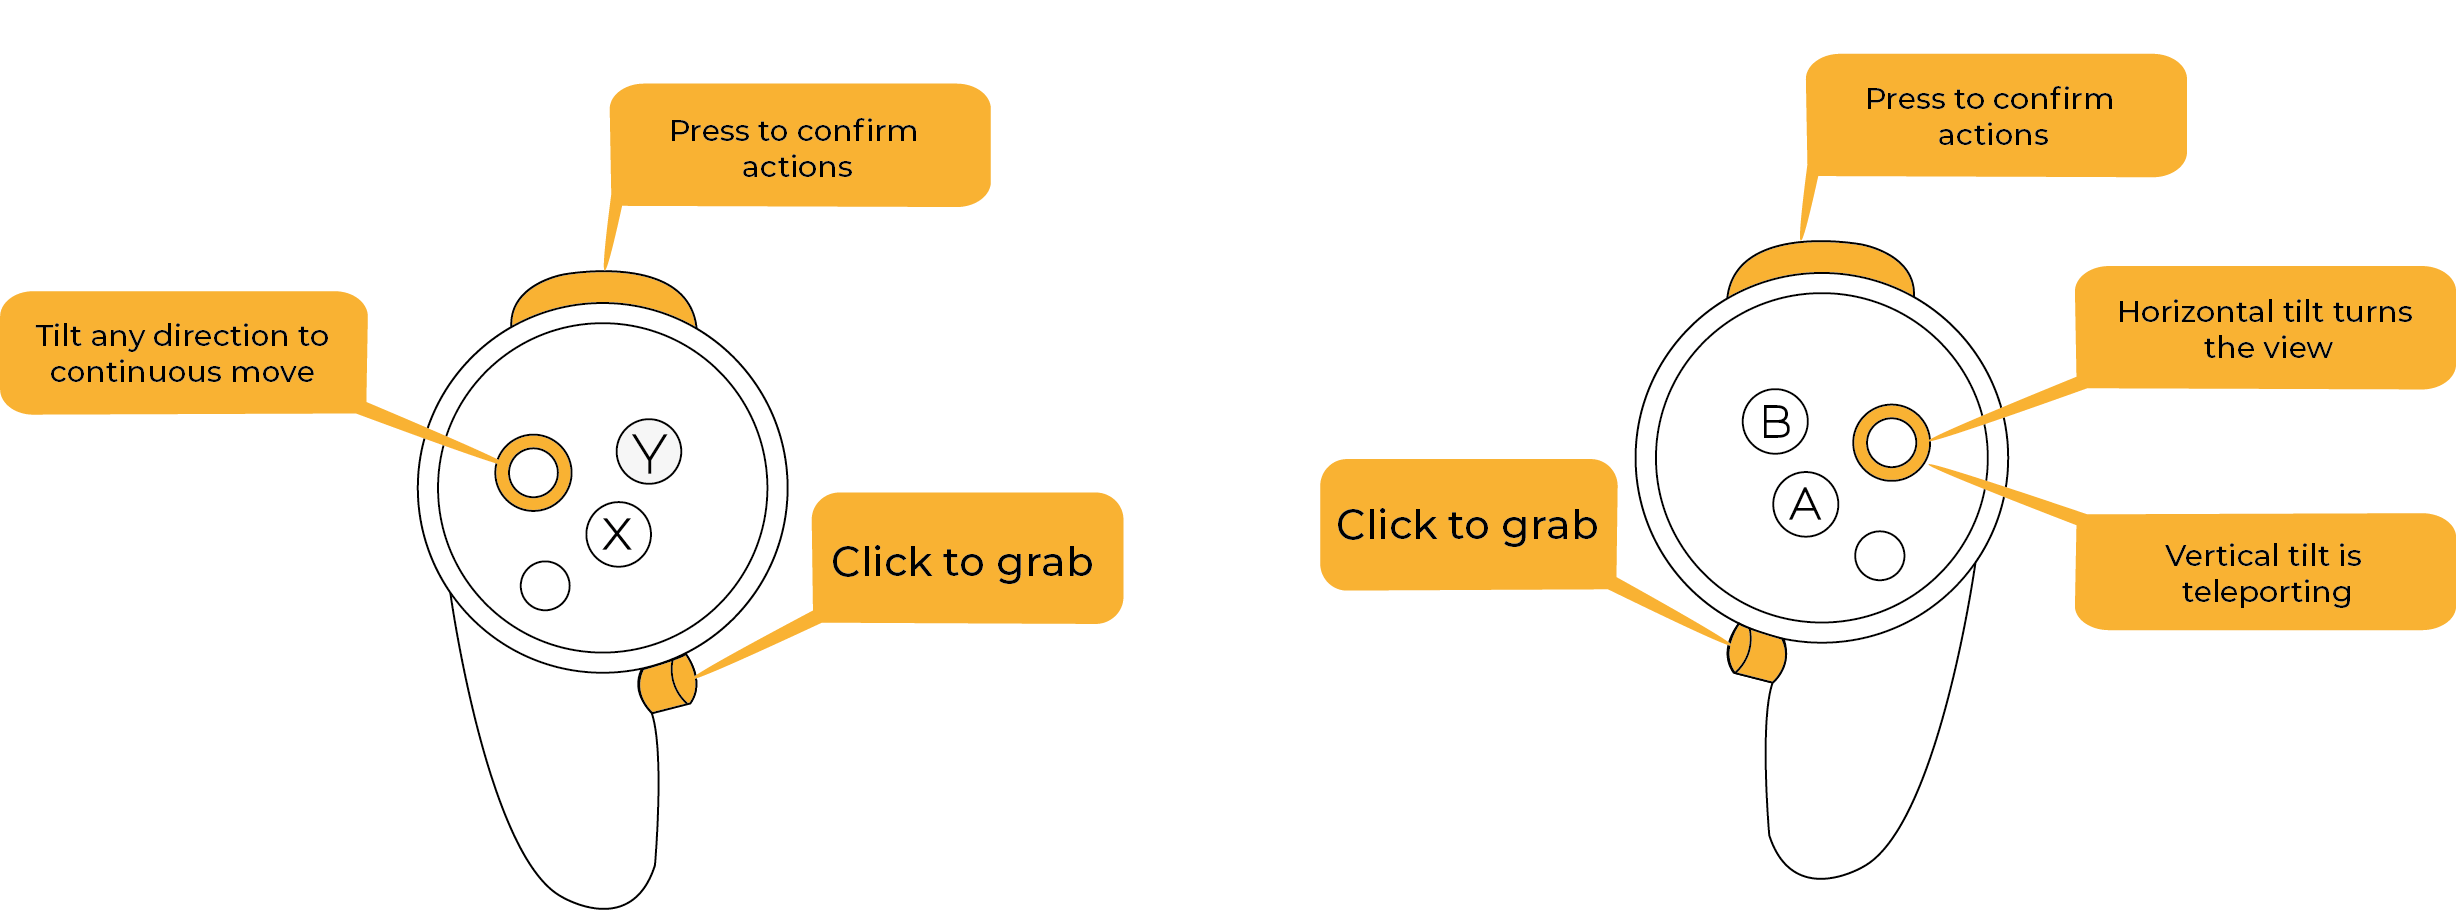 Press to confirm
actions
Tilt any direction to
continuous move
Y
X
Click to grab
Press to confirm
actions
Horizontal tilt turns
the view
B
A
Click to grab
Vertical tilt is
teleporting